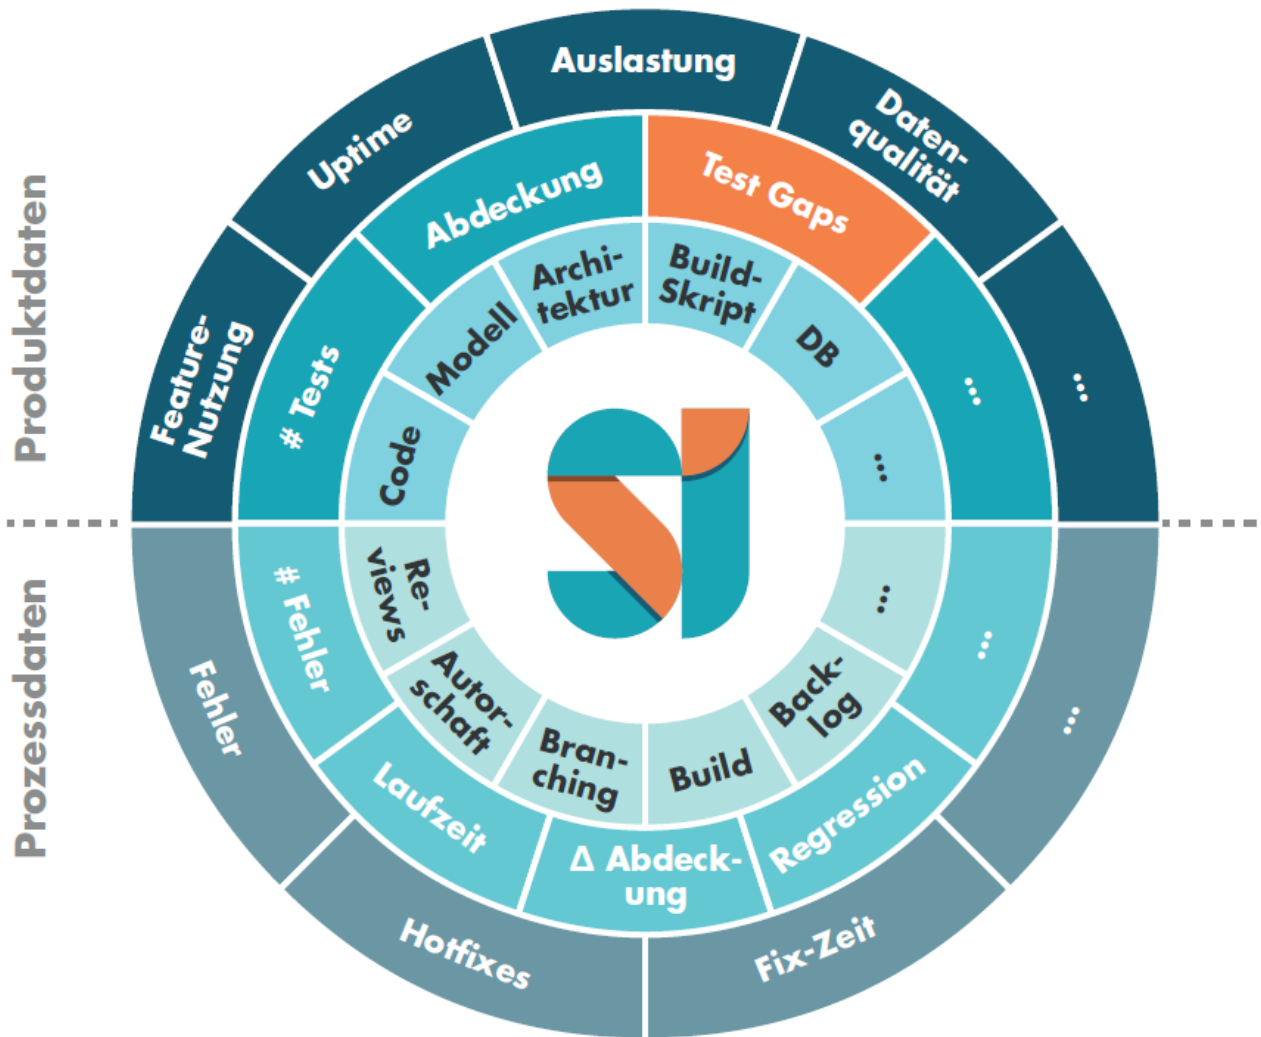 Produktdaten
Prozessdaten
Feature-
Nutzung
Uptime
Auslastung
Daten-
qualität
...
# Tests
Abdeckung
Test Gaps
...
Code
Modell
Archi-
tektur
Build-
Skript
DB
...
Re-
views
Autor-
schaft
Bran-
ching
Build
Back-
log
...
# Fehler
Laufzeit
Δ Abdeck-
ung
Regression
...
Fehler
Hotfixes
Fix-Zeit
...